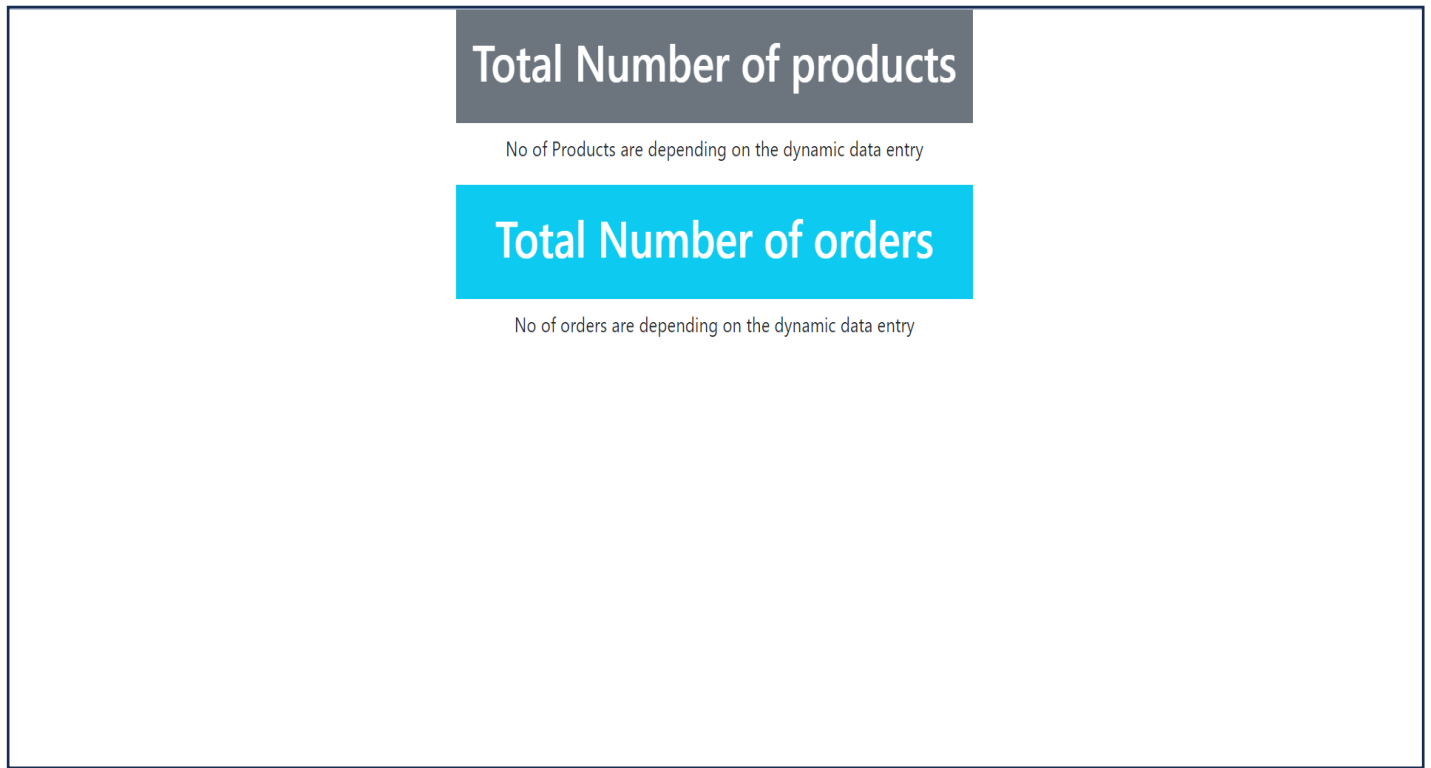 Total Number of products
No of Products are depending on the dynamic data entry
Total Number of orders
No of orders are depending on the dynamic data entry